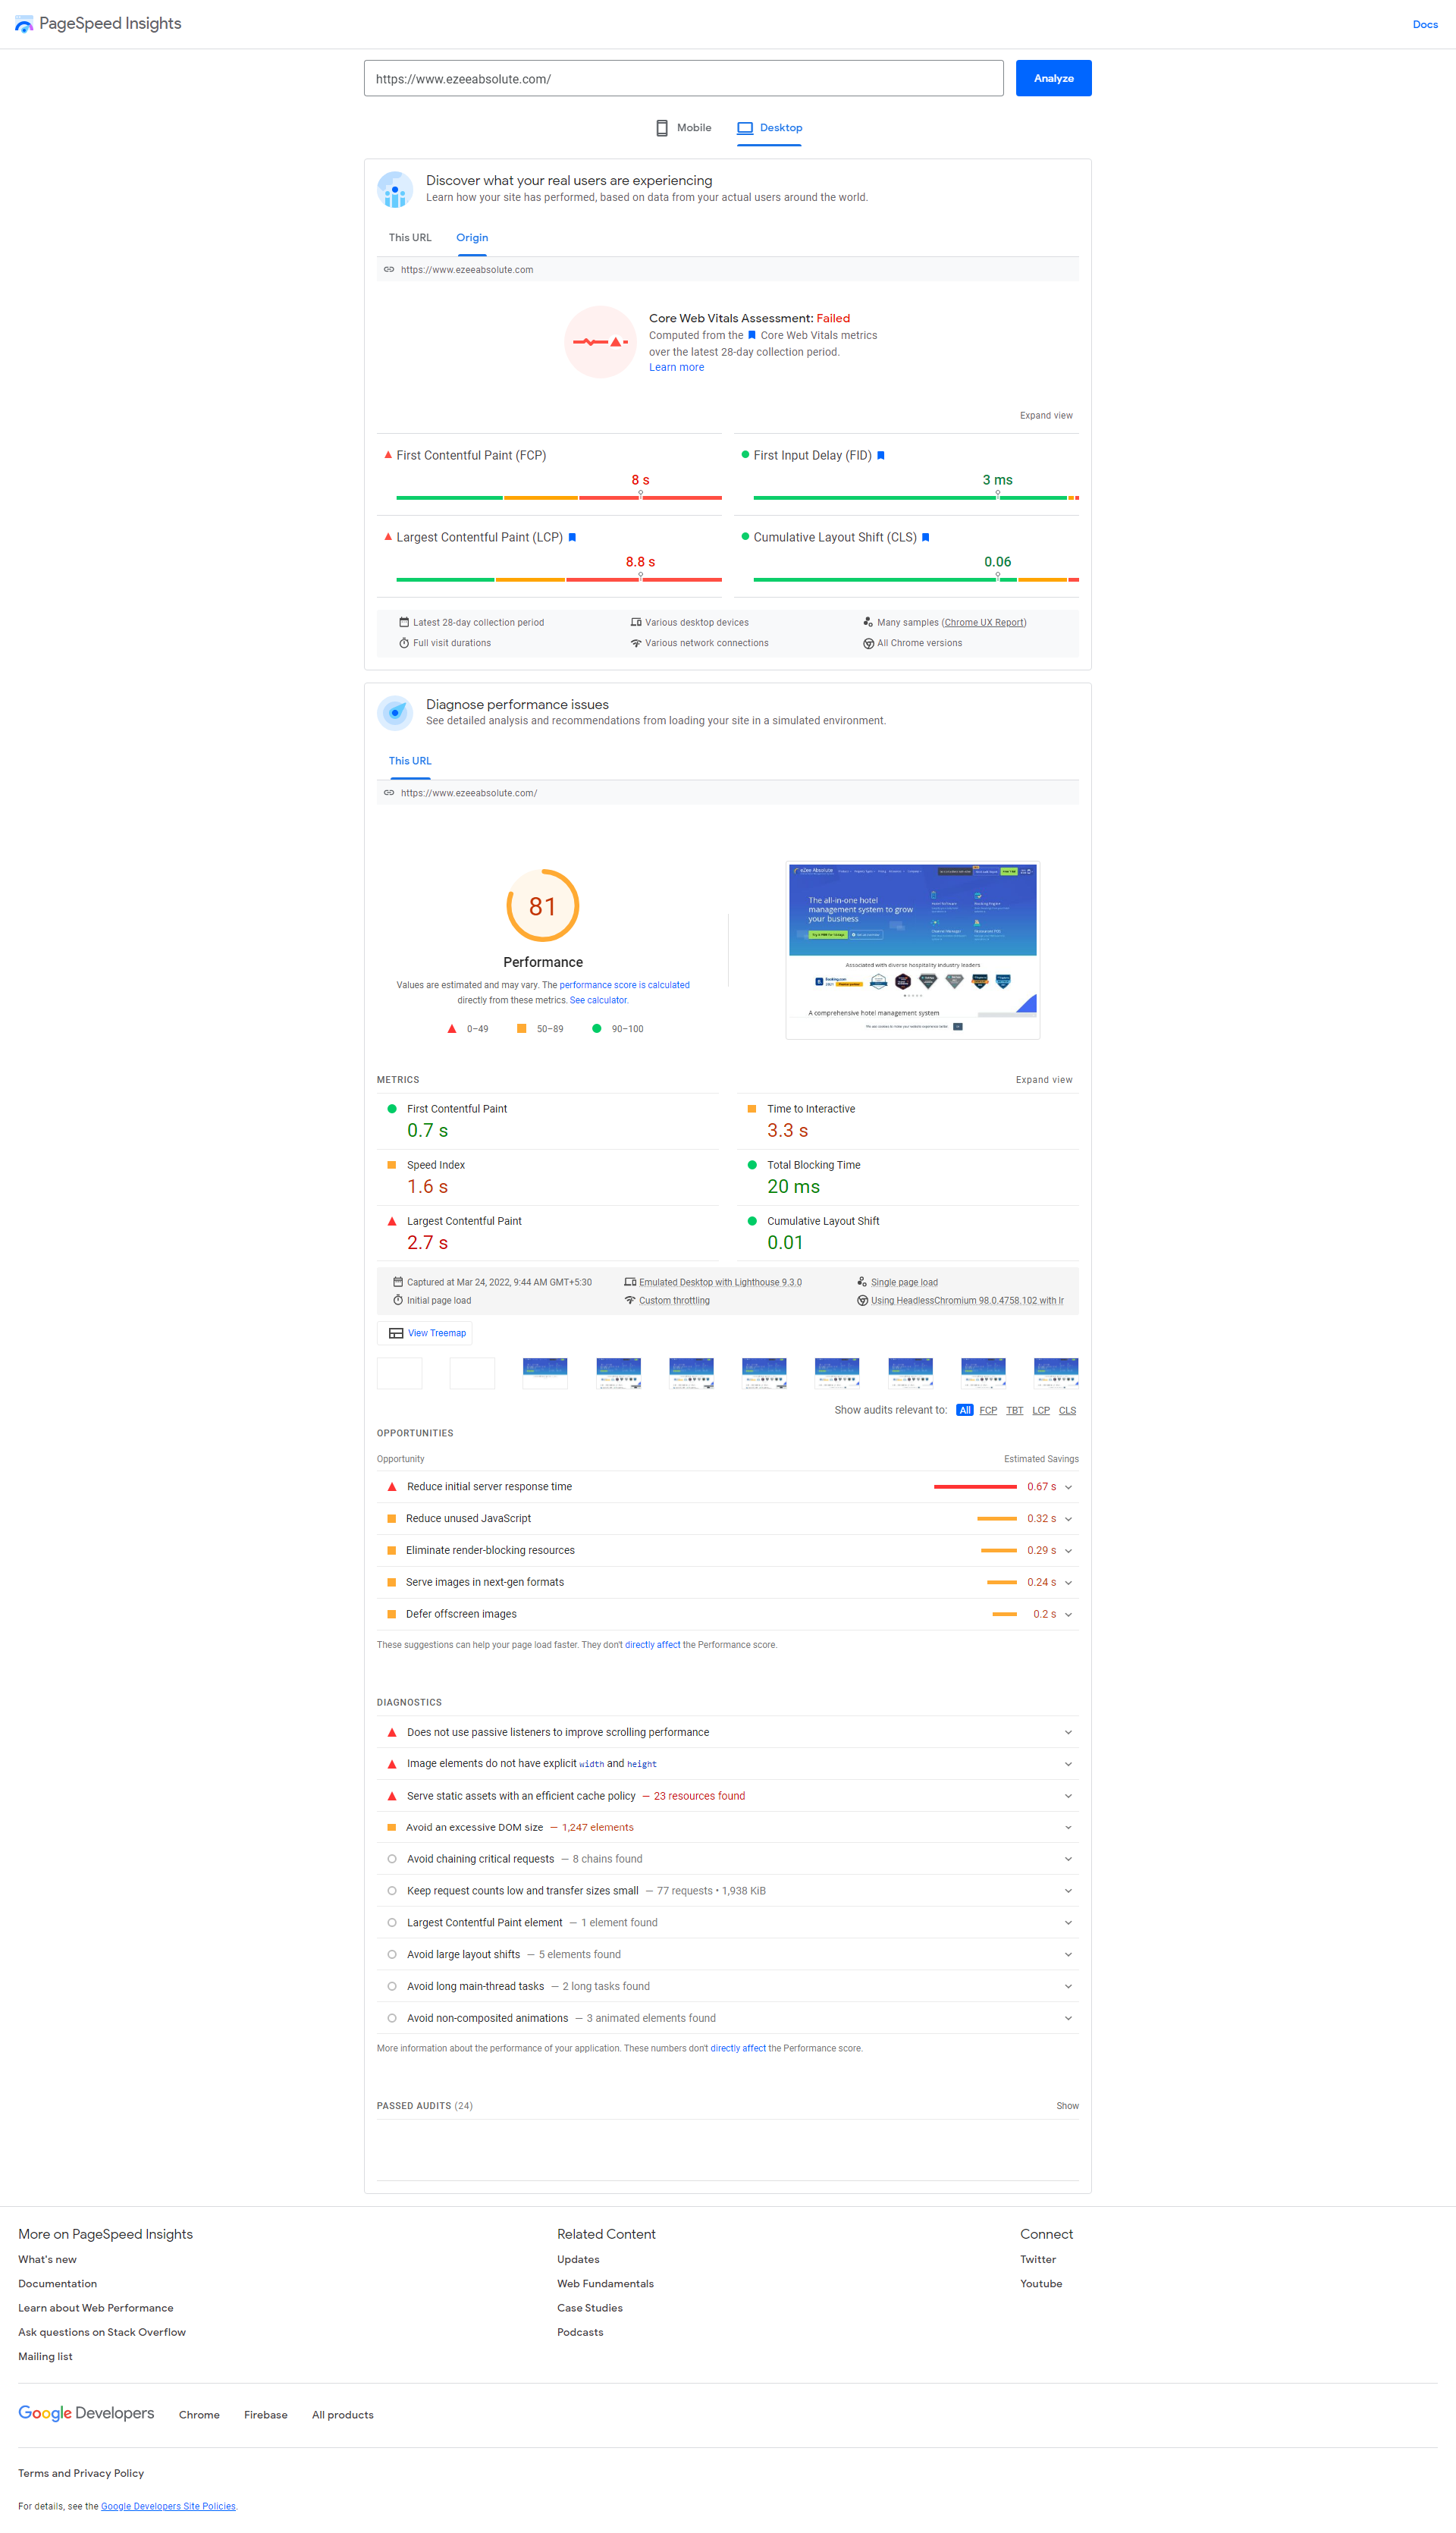 PageSpeed Insights
Docs
https://www.ezeeabsolute.com/
Analyze
Mobile
Desktop
Discover what your real users are experiencing
Learn how your site has performed, based on data from your actual users around the world.
This URL
Origin
https://www.ezeeabsolute.com
Core Web Vitals Assessment: Failed
Computed from the Core Web Vitals metrics
over the latest 28-day collection period.
Learn more
Expand view
First Contentful Paint (FCP)
8 s
First Input Delay (FID)
3 ms
Largest Contentful Paint (LCP)
8.8 s
Cumulative Layout Shift (CLS)
0.06
Latest 28-day collection period
Various desktop devices
Many samples (Chrome UX Report)
Full visit durations
Various network connections
All Chrome versions
Diagnose performance issues
See detailed analysis and recommendations from loading your site in a simulated environment.
This URL
https://www.ezeeabsolute.com/
81
Performance
Values are estimated and may vary. The performance score is calculated
directly from these metrics. See calculator.
0–49
50–89
90–100
eZee Absolute
The all-in-one hotel
management system to grow
your business
Associated with diverse hospitality industry leaders
A comprehensive hotel management system
METRICS
Expand view
First Contentful Paint
0.7 s
Time to Interactive
3.3 s
Speed Index
1.6 s
Total Blocking Time
20 ms
Largest Contentful Paint
2.7 s
Cumulative Layout Shift
0.01
Captured at Mar 24, 2022, 9:44 AM GMT+5:30
Emulated Desktop with Lighthouse 9.3.0
Single page load
Initial page load
Custom throttling
Using HeadlessChromium 98.0.4758.102 with lr
View Treemap
Show audits relevant to: All FCP TBT LCP CLS
OPPORTUNITIES
Opportunity
Estimated Savings
Reduce initial server response time 0.67 s
Reduce unused JavaScript 0.32 s
Eliminate render-blocking resources 0.29 s
Serve images in next-gen formats 0.24 s
Defer offscreen images 0.2 s
These suggestions can help your page load faster. They don't directly affect the Performance score.
DIAGNOSTICS
Does not use passive listeners to improve scrolling performance
Image elements do not have explicit width and height
Serve static assets with an efficient cache policy — 23 resources found
Avoid an excessive DOM size — 1,247 elements
Avoid chaining critical requests — 8 chains found
Keep request counts low and transfer sizes small — 77 requests • 1,938 KiB
Largest Contentful Paint element — 1 element found
Avoid large layout shifts — 5 elements found
Avoid long main-thread tasks — 2 long tasks found
Avoid non-composited animations — 3 animated elements found
More information about the performance of your application. These numbers don't directly affect the Performance score.
PASSED AUDITS (24)
Show
More on PageSpeed Insights
What's new
Documentation
Learn about Web Performance
Ask questions on Stack Overflow
Mailing list
Related Content
Updates
Web Fundamentals
Case Studies
Podcasts
Connect
Twitter
Youtube
Google Developers
Chrome
Firebase
All products
Terms and Privacy Policy
For details, see the Google Developers Site Policies.